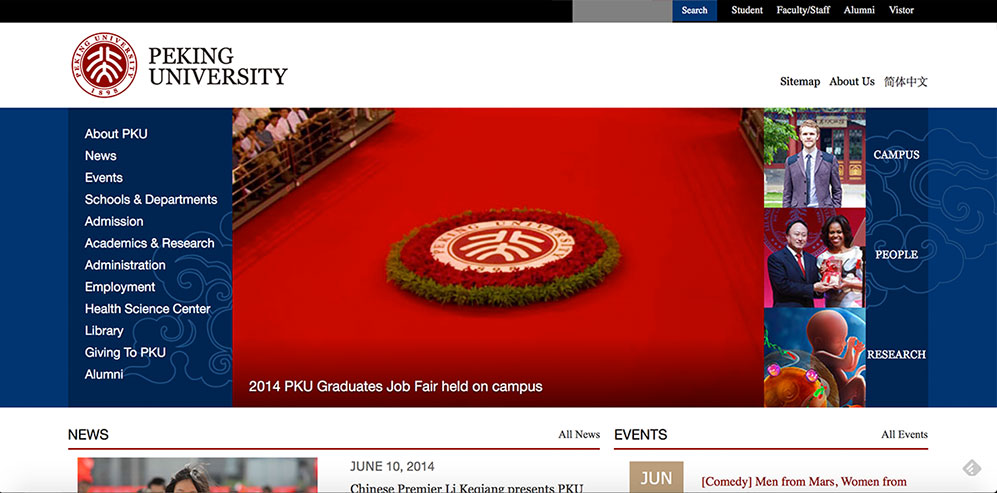 Search
Student Faculty/Staff Alumni Vistor
PEKING UNIVERSITY
1898
PEKING
UNIVERSITY
Sitemap About Us 简体中文
About PKU
News
Events
Schools & Departments
Admission
Academics & Research
Administration
Employment
Health Science Center
Library
Giving To PKU
Alumni
PEKING UNIVERSITY
1898
2014 PKU Graduates Job Fair held on campus
CAMPUS
PEOPLE
RESEARCH
NEWS
All News
JUNE 10, 2014
Chinese Premier Li Keqiang presents PKU
EVENTS
All Events
JUN
[Comedy] Men from Mars, Women from